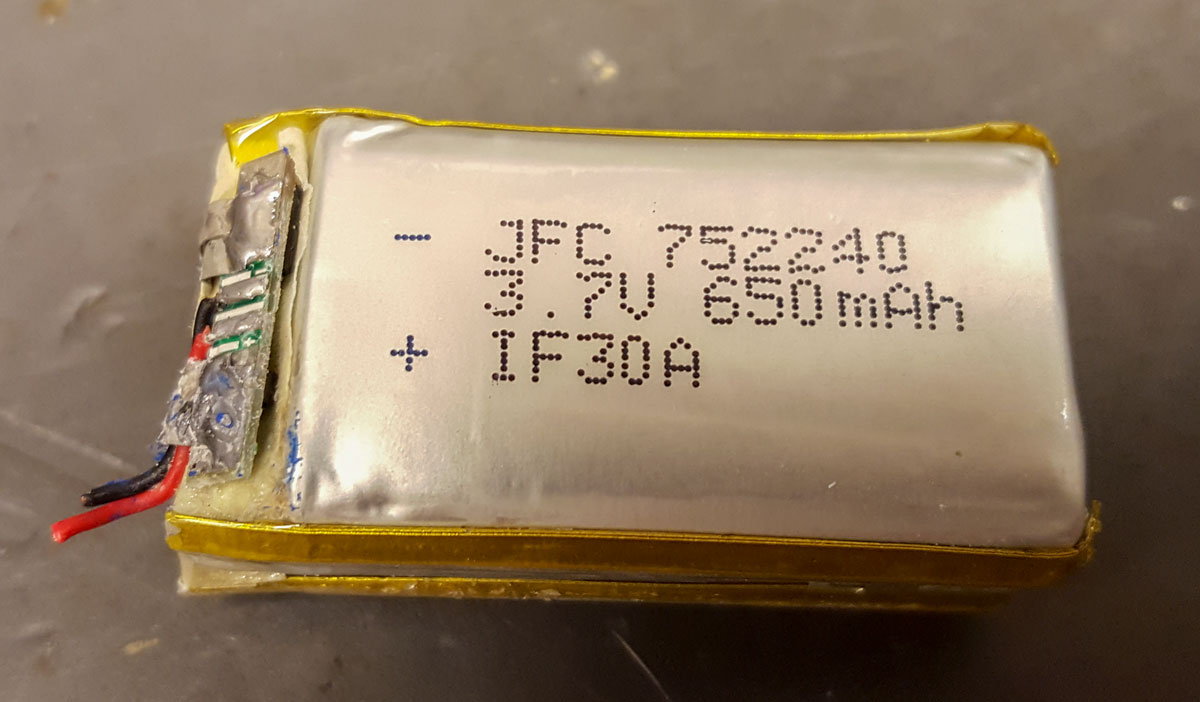 - JFC 752240
3.7V 650mAh
+ IF30A